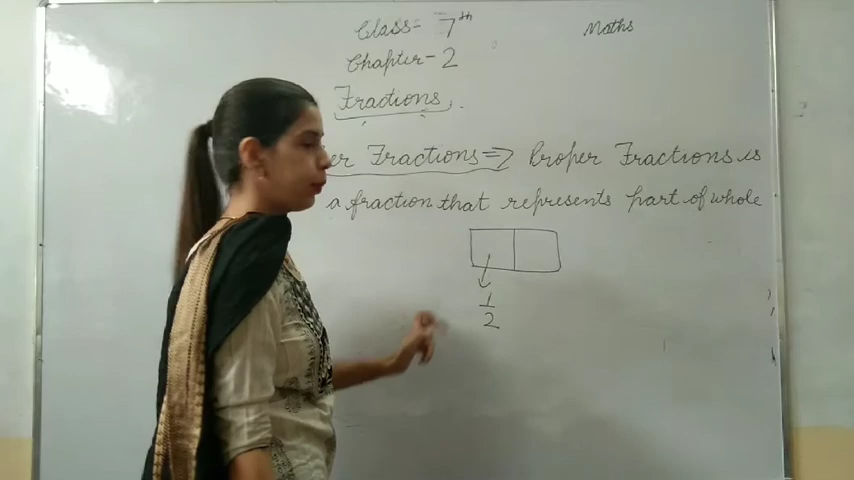 Class- 7th
Maths
Chapter- 2
Fractions
er Fractions => Proper Fractions is
a fraction that represents part of whole
1
2